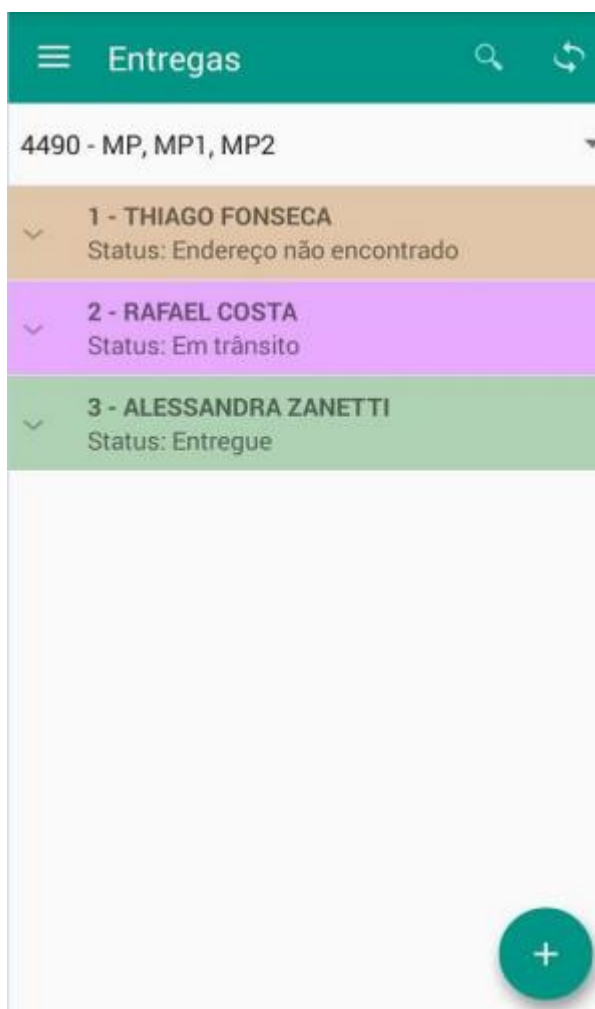 Entregas
4490 - MP, MP1, MP2
1 - THIAGO FONSECA
Status: Endereço não encontrado
2 - RAFAEL COSTA
Status: Em trânsito
3 - ALESSANDRA ZANETTI
Status: Entregue
+